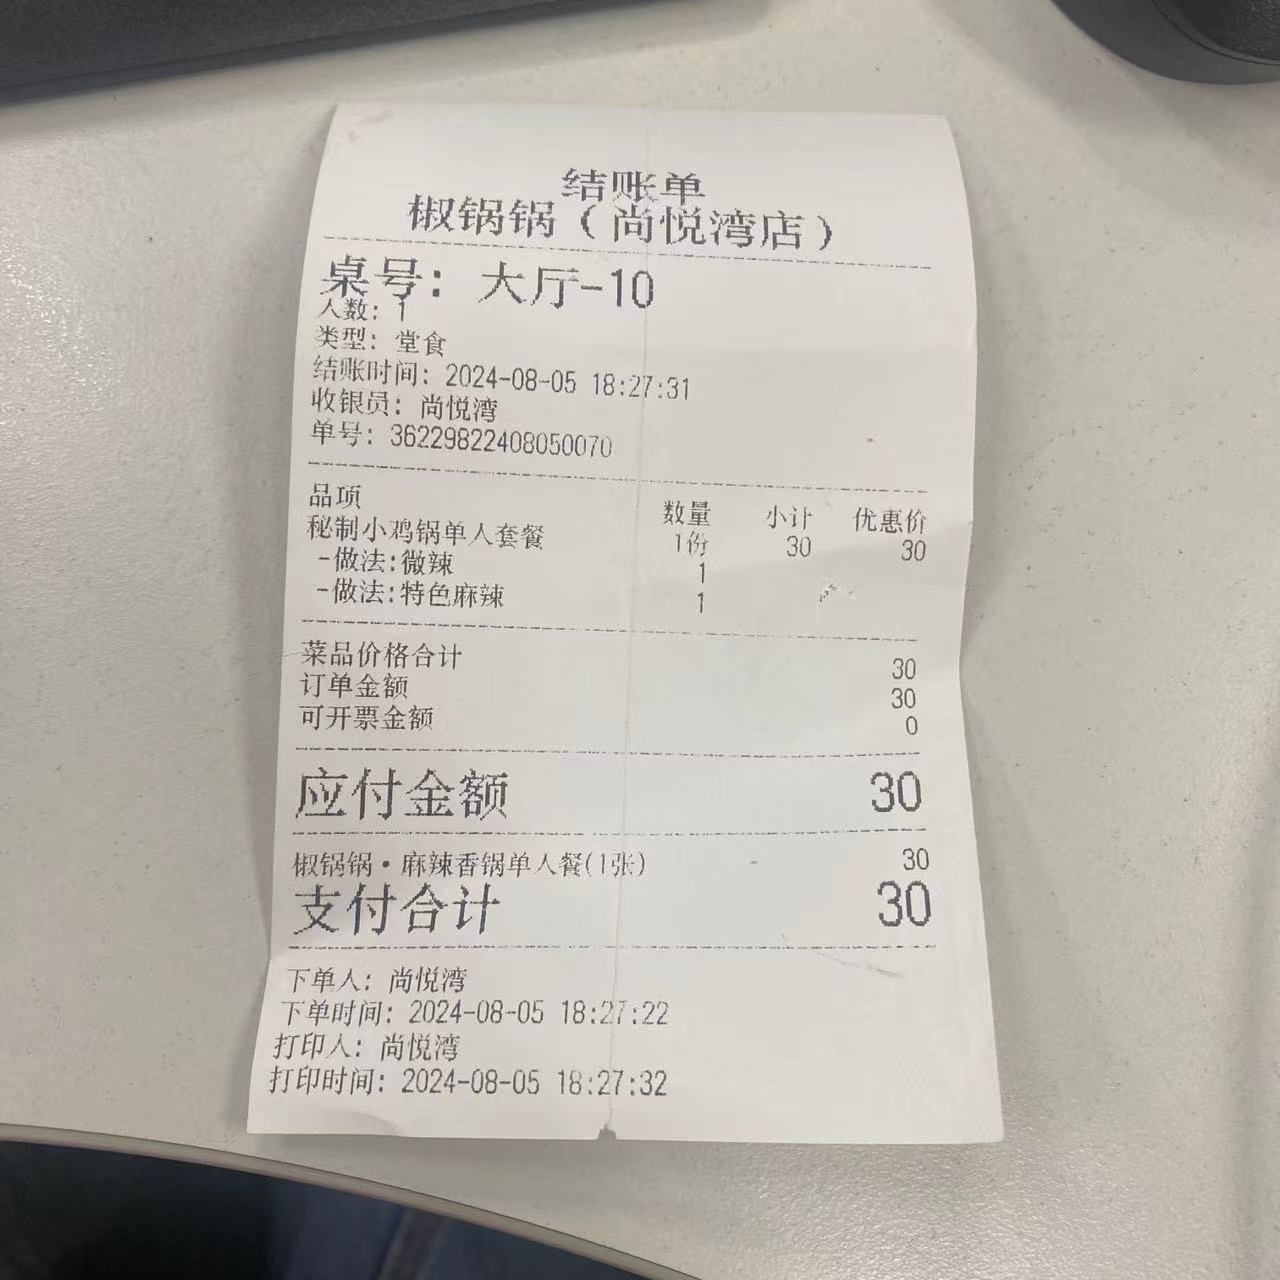 结账单
椒锅锅（尚悦湾店）
桌号：大厅-10
人数：1
类型：堂食
结账时间：2024-08-05 18:27:31
收银员：尚悦湾
单号：36229822408050070
品项 数量 小计 优惠价
秘制小鸡锅单人套餐 1份 30 30
-做法:微辣 1
-做法:特色麻辣 1
菜品价格合计 30
订单金额 30
可开票金额 0
应付金额 30
椒锅锅·麻辣香锅单人餐(1张) 30
支付合计 30
下单人：尚悦湾
下单时间：2024-08-05 18:27:22
打印人：尚悦湾
打印时间：2024-08-05 18:27:32